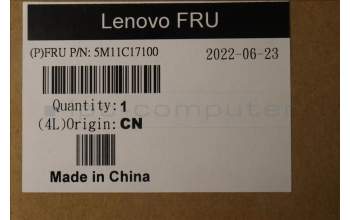 Lenovo FRU
(P)FRU P/N: 5M11C17100 2022-06-23
Quantity: 1
(4L)Origin: CN
Made in China